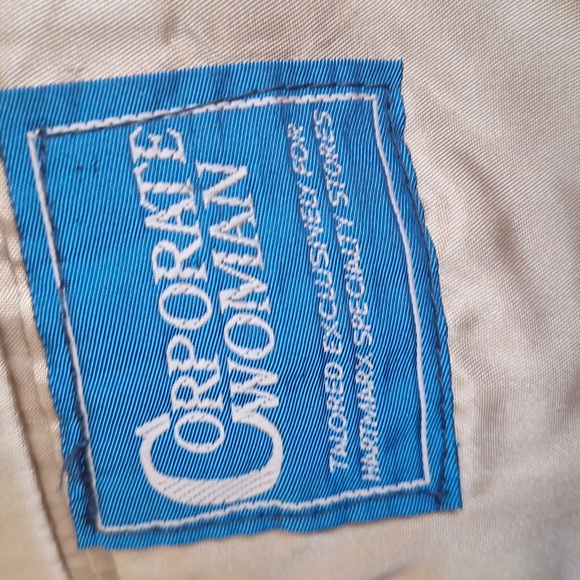 CORPORATE
WOMAN
TAILORED EXCLUSIVELY FOR
HARTMARX SPECIALTY STORES